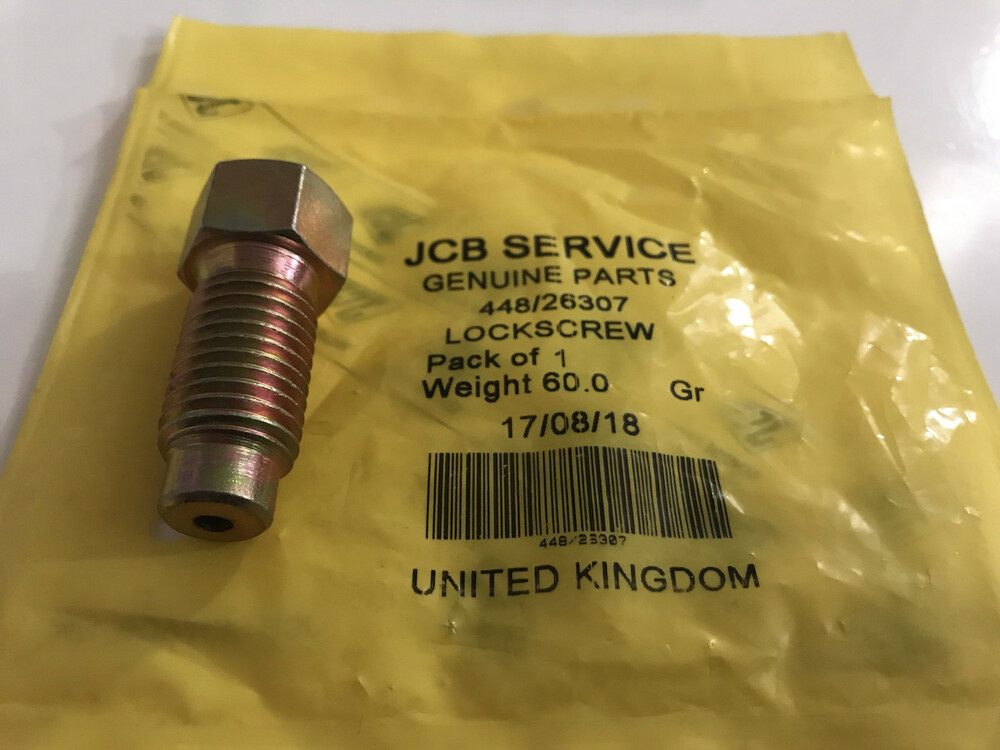 JCB SERVICE
GENUINE PARTS
448/26307
LOCKSCREW
Pack of 1
Weight 60.0 Gr
17/08/18
448/26307
UNITED KINGDOM